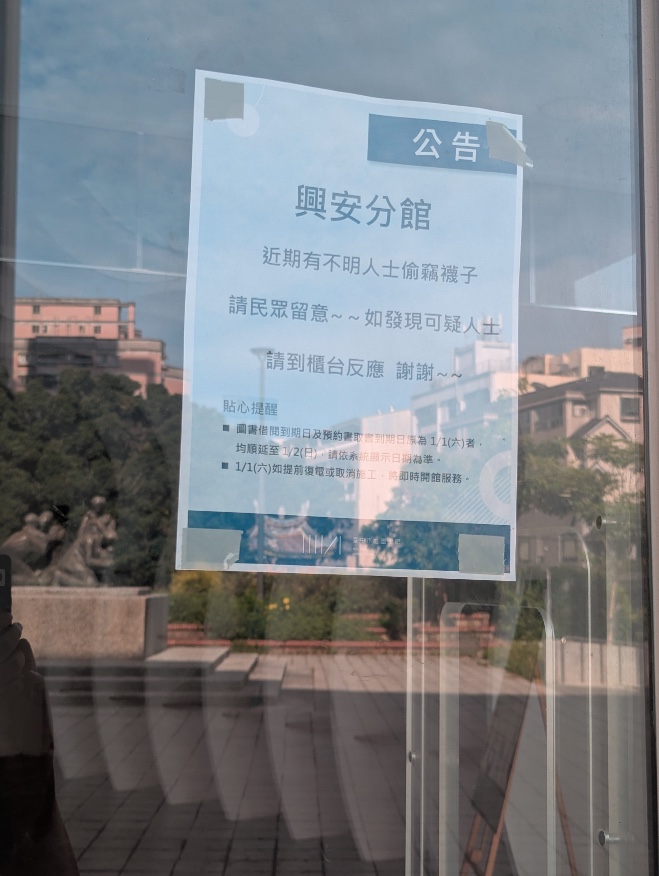 公告
興安分館
近期有不明人士偷竊襪子
請民眾留意~~如發現可疑人士
請到櫃台反應 謝謝~~
貼心提醒
■ 圖書借閱到期日及預約書取書到期日原為 1/1(六)者，
均順延至 1/2(日)，請依系統顯示日期為準。
■ 1/1(六)如提前復電或取消施工，將即時開館服務。